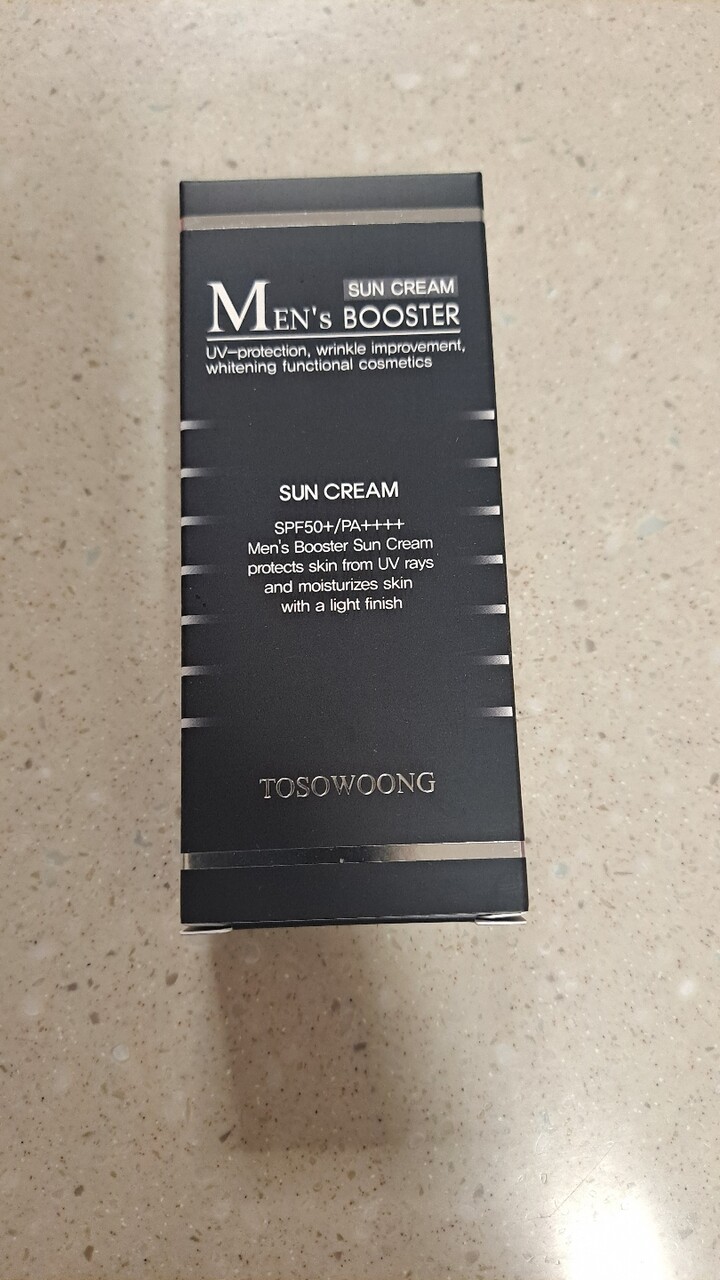 SUN CREAM
MEN's BOOSTER
UV-protection, wrinkle improvement,
whitening functional cosmetics
SUN CREAM
SPF50+/PA++++
Men's Booster Sun Cream
protects skin from UV rays
and moisturizes skin
with a light finish
TOSOWOONG